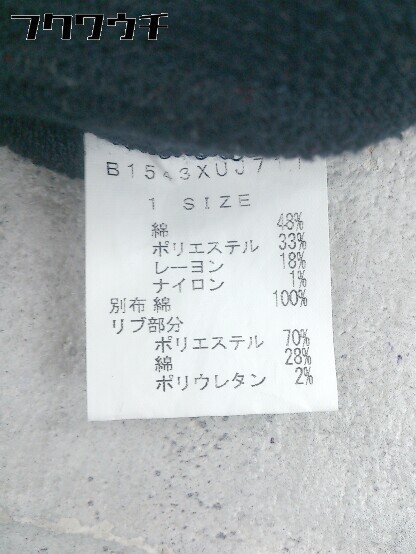 フクワウチ
1 SIZE
綿 48%
ポリエステル 33%
レーヨン 18%
ナイロン 1%
別布 綿 100%
リブ部分
ポリエステル 70%
綿 28%
ポリウレタン 2%